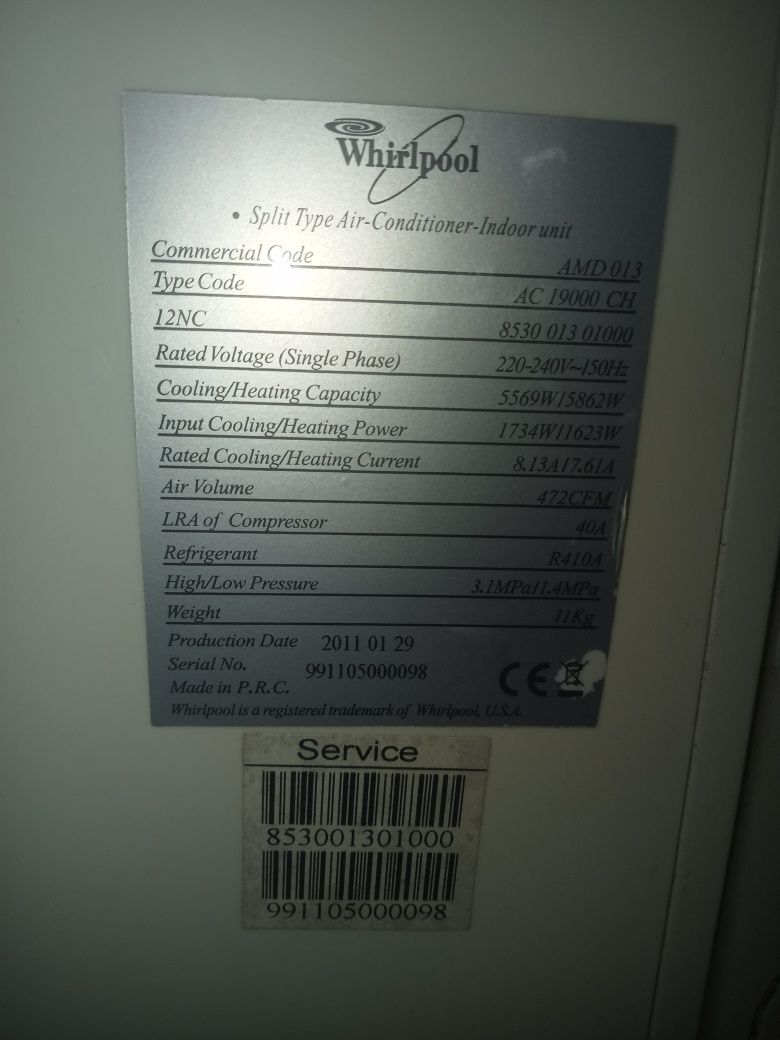 Whirlpool
• Split Type Air-Conditioner-Indoor unit
Commercial Code AMD 013
Type Code AC 19000 CH
12NC 8530 013 01000
Rated Voltage (Single Phase) 220-240V~/50Hz
Cooling/Heating Capacity 5569W/5862W
Input Cooling/Heating Power 1734W/1623W
Rated Cooling/Heating Current 8.13A/7.61A
Air Volume 472CFM
LRA of Compressor 40A
Refrigerant R410A
High/Low Pressure 3.1MPa/1.4MPa
Weight 11Kg
Production Date 2011 01 29
Serial No. 991105000098
Made in P.R.C.
CE
Whirlpool is a registered trademark of Whirlpool, U.S.A.
Service
853001301000
991105000098